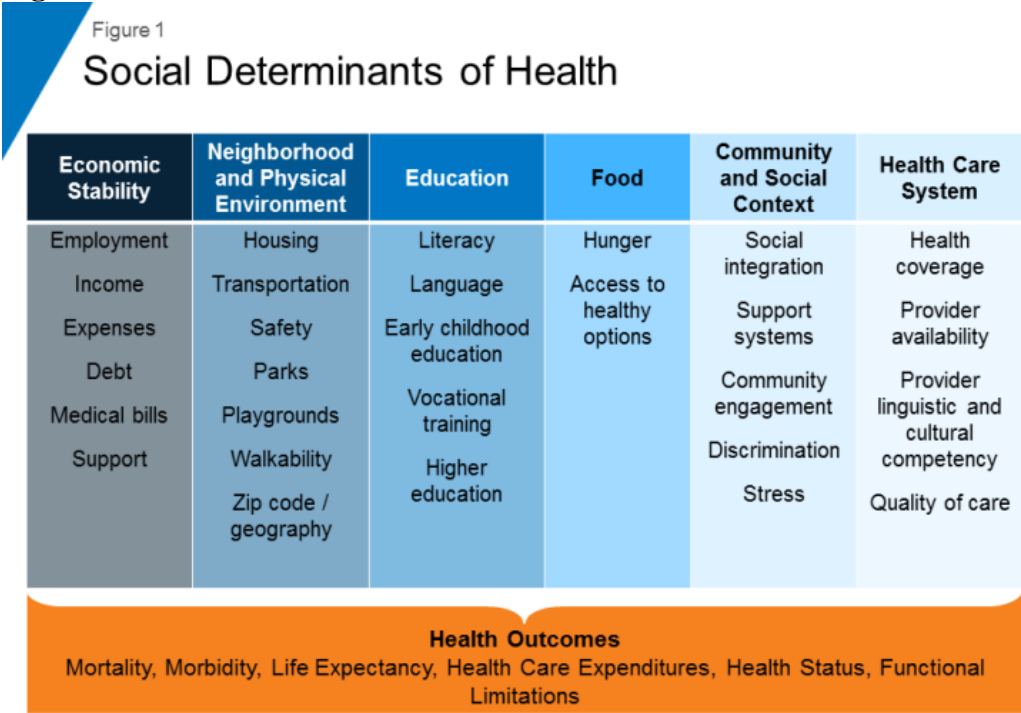 Figure 1
Social Determinants of Health
Economic
Stability
Neighborhood
and Physical
Environment
Education
Food
Community
and Social
Context
Health Care
System
Employment
Income
Expenses
Debt
Medical bills
Support
Housing
Transportation
Safety
Parks
Playgrounds
Walkability
Zip code /
geography
Literacy
Language
Early childhood
education
Vocational
training
Higher
education
Hunger
Access to
healthy
options
Social
integration
Support
systems
Community
engagement
Discrimination
Stress
Health
coverage
Provider
availability
Provider
linguistic and
cultural
competency
Quality of care
Health Outcomes
Mortality, Morbidity, Life Expectancy, Health Care Expenditures, Health Status, Functional
Limitations